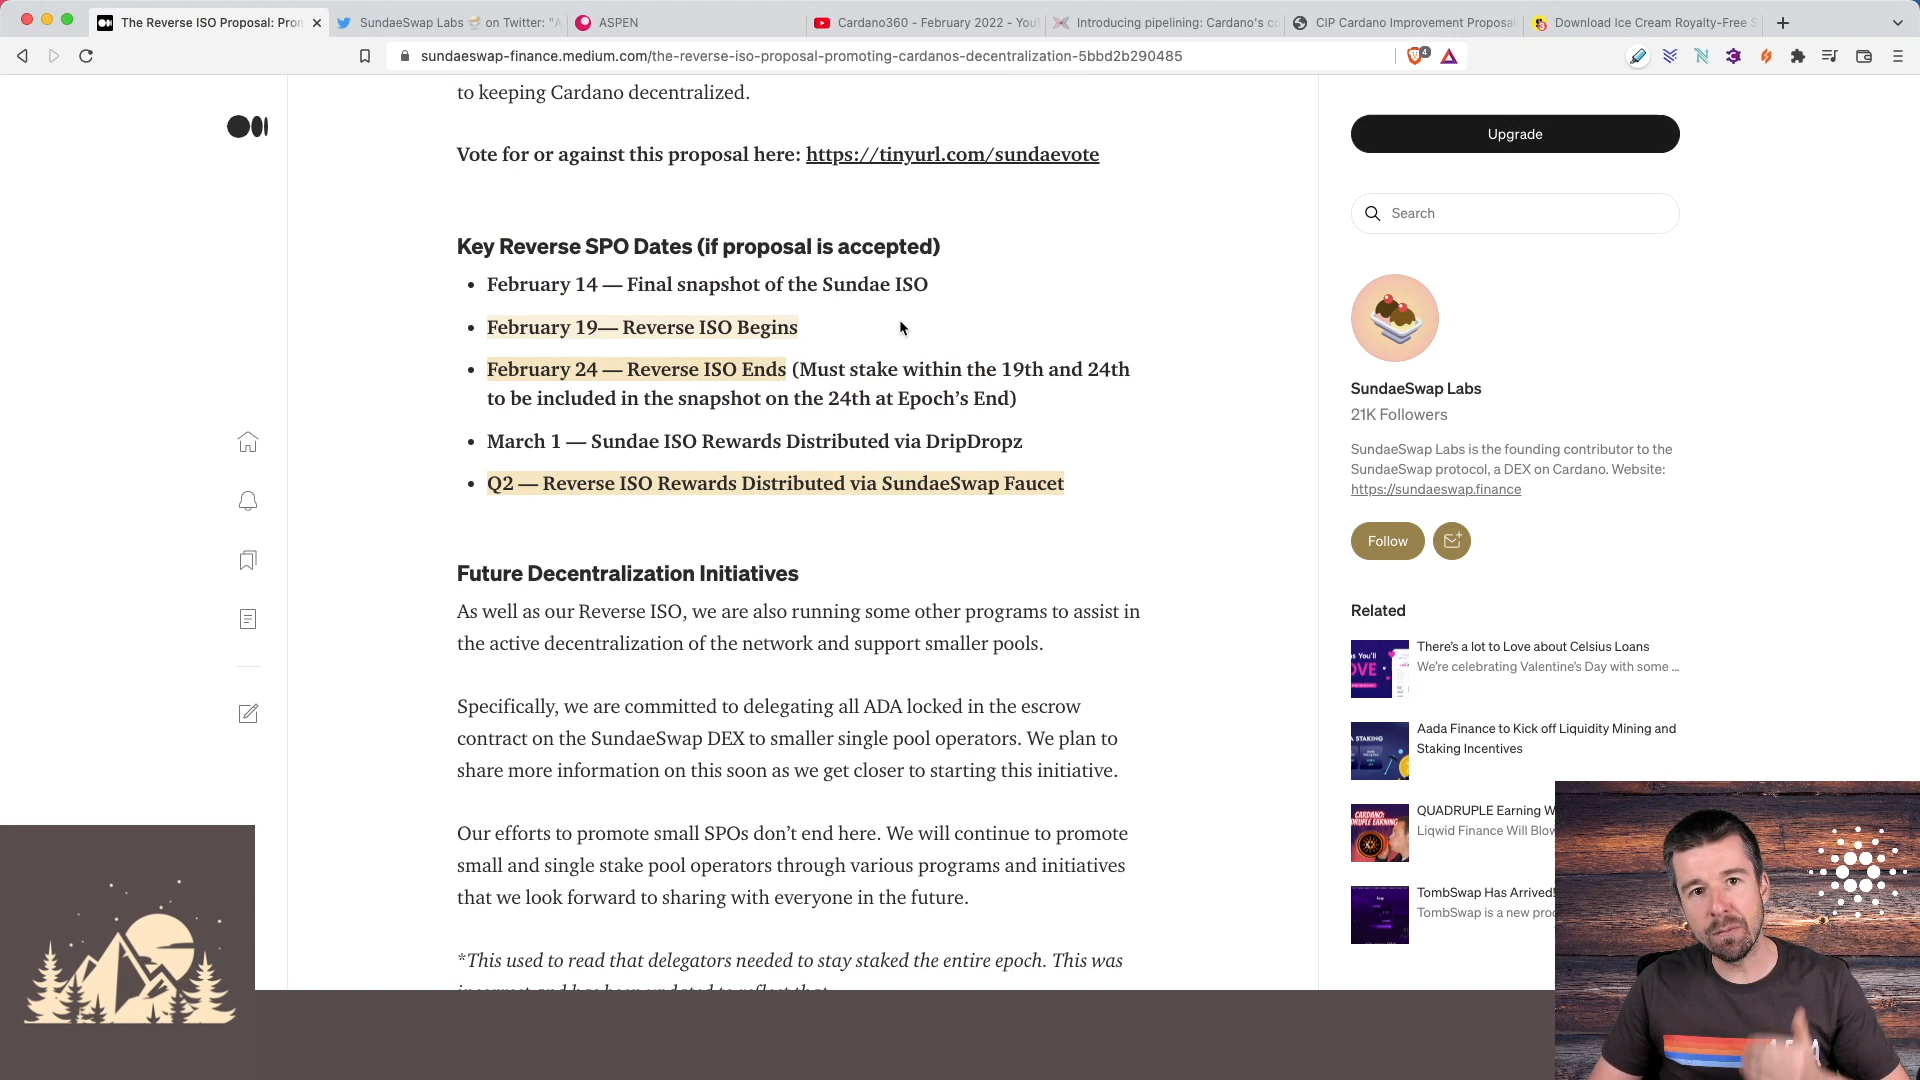 The Reverse ISO Proposal: Pron
SundaeSwap Labs 🍨 on Twitter: "A
ASPEN
Cardano360 - February 2022 - You
Introducing pipelining: Cardano's co
CIP Cardano Improvement Proposal
Download Ice Cream Royalty-Free S
sundaeswap-finance.medium.com/the-reverse-iso-proposal-promoting-cardanos-decentralization-5bbd2b290485
4
to keeping Cardano decentralized.
Vote for or against this proposal here: https://tinyurl.com/sundaevote
Key Reverse SPO Dates (if proposal is accepted)
• February 14 — Final snapshot of the Sundae ISO
• February 19— Reverse ISO Begins
• February 24 — Reverse ISO Ends (Must stake within the 19th and 24th
to be included in the snapshot on the 24th at Epoch's End)
• March 1 — Sundae ISO Rewards Distributed via DripDropz
• Q2 — Reverse ISO Rewards Distributed via SundaeSwap Faucet
Future Decentralization Initiatives
As well as our Reverse ISO, we are also running some other programs to assist in
the active decentralization of the network and support smaller pools.
Specifically, we are committed to delegating all ADA locked in the escrow
contract on the SundaeSwap DEX to smaller single pool operators. We plan to
share more information on this soon as we get closer to starting this initiative.
Our efforts to promote small SPOs don't end here. We will continue to promote
small and single stake pool operators through various programs and initiatives
that we look forward to sharing with everyone in the future.
*This used to read that delegators needed to stay staked the entire epoch. This was
Upgrade
Search
SundaeSwap Labs
21K Followers
SundaeSwap Labs is the founding contributor to the
SundaeSwap protocol, a DEX on Cardano. Website:
https://sundaeswap.finance
Follow
Related
There's a lot to Love about Celsius Loans
We're celebrating Valentine's Day with some ...
Aada Finance to Kick off Liquidity Mining and
Staking Incentives
QUADRUPLE Earning W
Liqwid Finance Will Blow
TombSwap Has Arrived!
TombSwap is a new proc